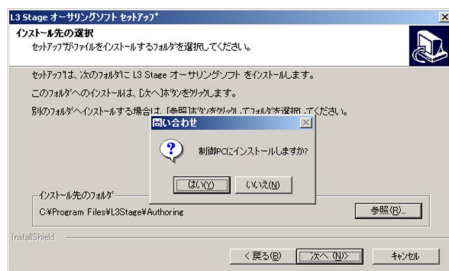 L3 Stage オーサリングソフト セットアップ
インストール先の選択
セットアップがファイルをインストールするフォルダを選択してください。
セットアップは、次のフォルダに L3 Stage オーサリングソフト をインストールします。
このフォルダへのインストールは、[次へ]ボタンをクリックします。
別のフォルダへインストールする場合は、[参照]ボタンをクリックしてフォルダを選択してください。
問い合わせ
制御PCにインストールしますか?
はい(Y)
いいえ(N)
インストール先のフォルダ
C:¥Program Files¥L3Stage¥Authoring
参照(R)...
InstallShield
< 戻る(B)
次へ (N)>
キャンセル